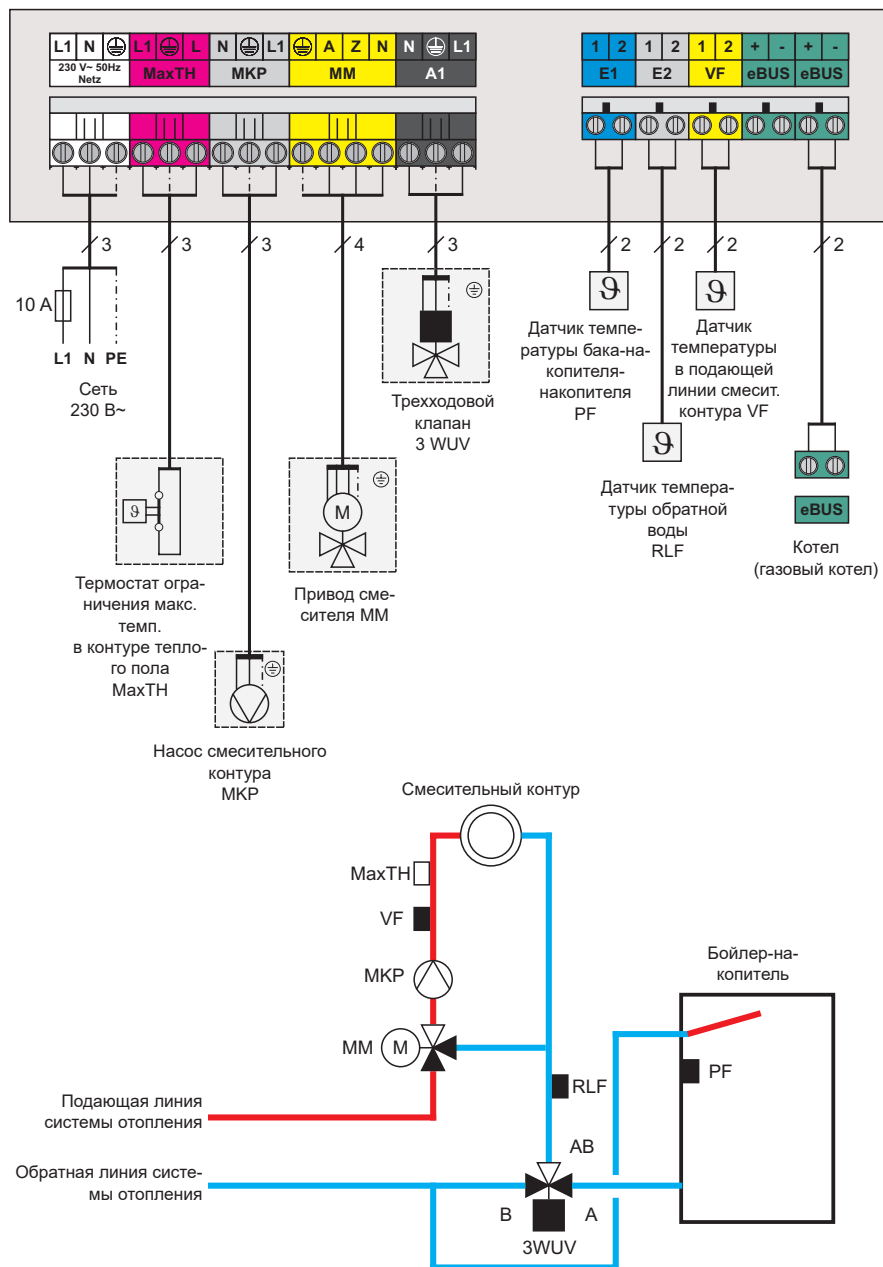 L1 N L1 L N L1 A Z N N L1
230 V~ 50Hz
Netz
MaxTH MKP MM A1
1 2 1 2 1 2 + - + -
E1 E2 VF eBUS eBUS
3 3 3 4 3 2 2 2 2
10 A
L1 N PE
Сеть
230 В~
Трехходовой
клапан
3 WUV
ϑ
Датчик темпе-
ратуры бака-на-
копителя-
накопителя
PF
ϑ
Датчик
температуры
в подающей
линии смесит.
контура VF
ϑ
Датчик темпера-
туры обратной
воды
RLF
eBUS
Котел
(газовый котел)
ϑ
Термостат огра-
ничения макс.
темп.
в контуре тепло-
го пола
MaxTH
M
Привод сме-
сителя MM
Насос смесительного
контура
MKP
Смесительный контур
MaxTH
VF
MKP
MM M
Бойлер-на-
копитель
PF
RLF
Подающая линия
системы отопления
AB
Обратная линия систе-
мы отопления
B A
3WUV